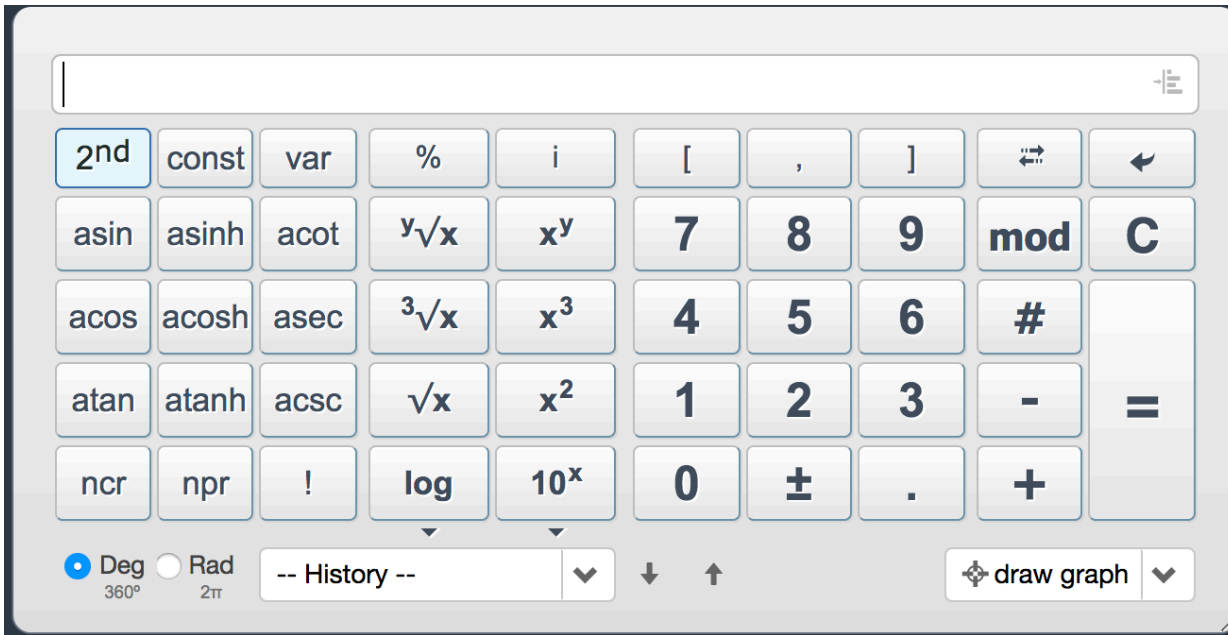 2nd const var % i [ , ]
asin asinh acot y√x xy 7 8 9 mod C
acos acosh asec 3√x x3 4 5 6 #
atan atanh acsc √x x2 1 2 3 - =
ncr npr ! log 10x 0 ± . +
Deg Rad -- History -- draw graph
360º 2π